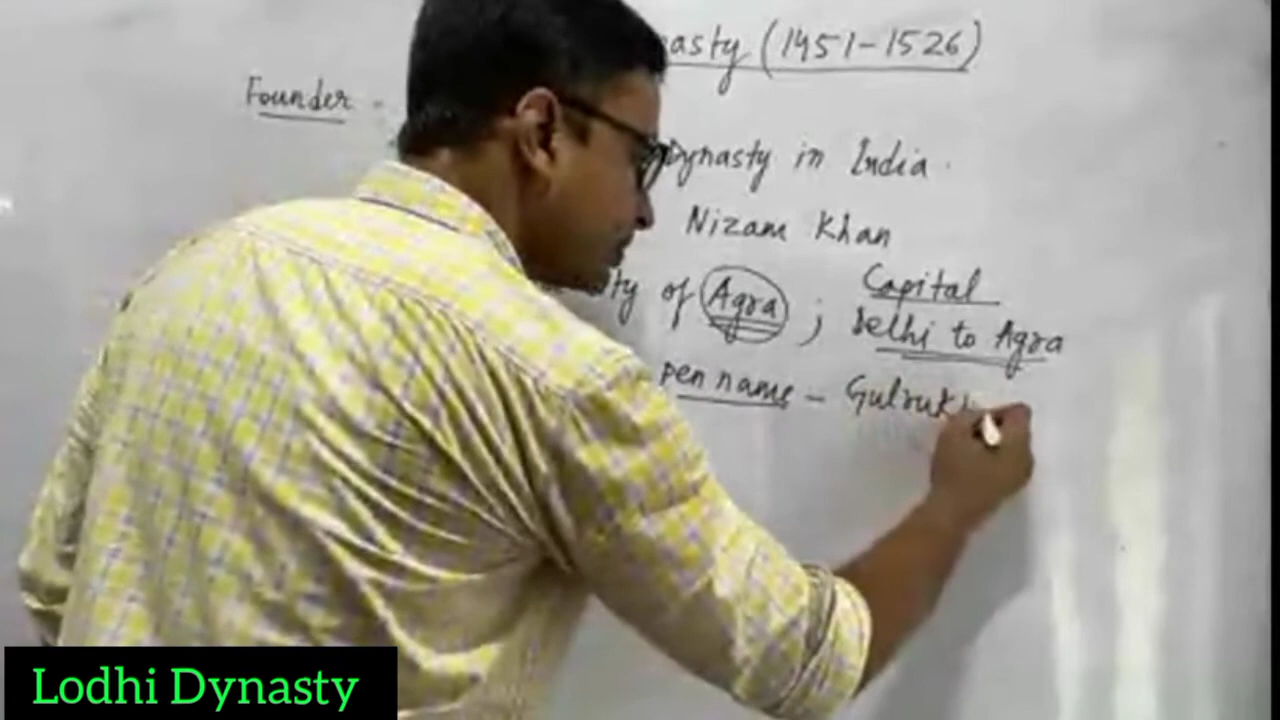 nasty (1451-1526)
Founder -
Dynasty in India.
Nizam Khan
ty of Agra ; Capital
Delhi to Agra
pen name - Gulrukh
Lodhi Dynasty